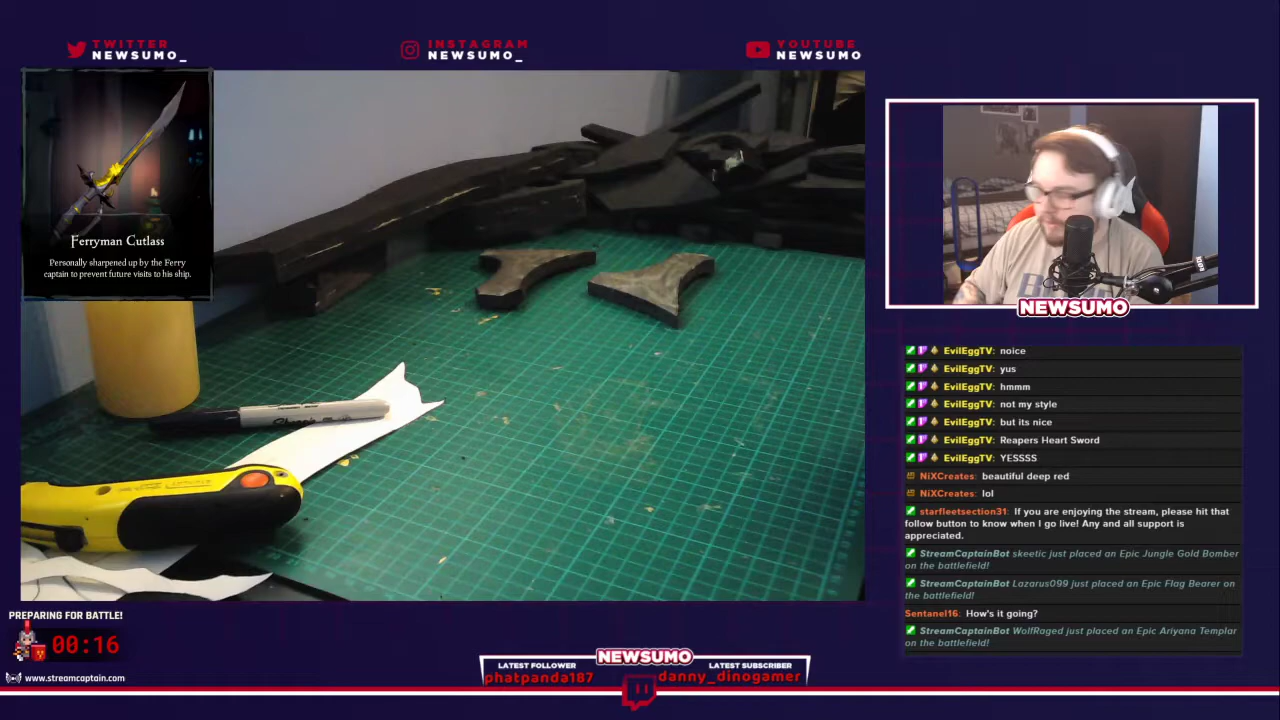 TWITTER
NEWSUMO_
INSTAGRAM
NEWSUMO_
YOUTUBE
NEWSUMO
Ferryman Cutlass
Personally sharpened up by the Ferry
captain to prevent future visits to his ship.
Sharpie
NEWSUMO
EvilEggTV: noice
EvilEggTV: yus
EvilEggTV: hmmm
EvilEggTV: not my style
EvilEggTV: but its nice
EvilEggTV: Reapers Heart Sword
EvilEggTV: YESSSS
NiXCreates: beautiful deep red
NiXCreates: lol
starfleetsection31: If you are enjoying the stream, please hit that
follow button to know when I go live! Any and all support is
appreciated.
StreamCaptainBot skeetic just placed an Epic Jungle Gold Bomber
on the battlefield!
StreamCaptainBot Lazarus099 just placed an Epic Flag Bearer on
the battlefield!
Sentanel16: How's it going?
StreamCaptainBot WolfRaged just placed an Epic Ariyana Templar
on the battlefield!
PREPARING FOR BATTLE!
00:16
www.streamcaptain.com
NEWSUMO
LATEST FOLLOWER
phatpanda187
LATEST SUBSCRIBER
danny_dinogamer